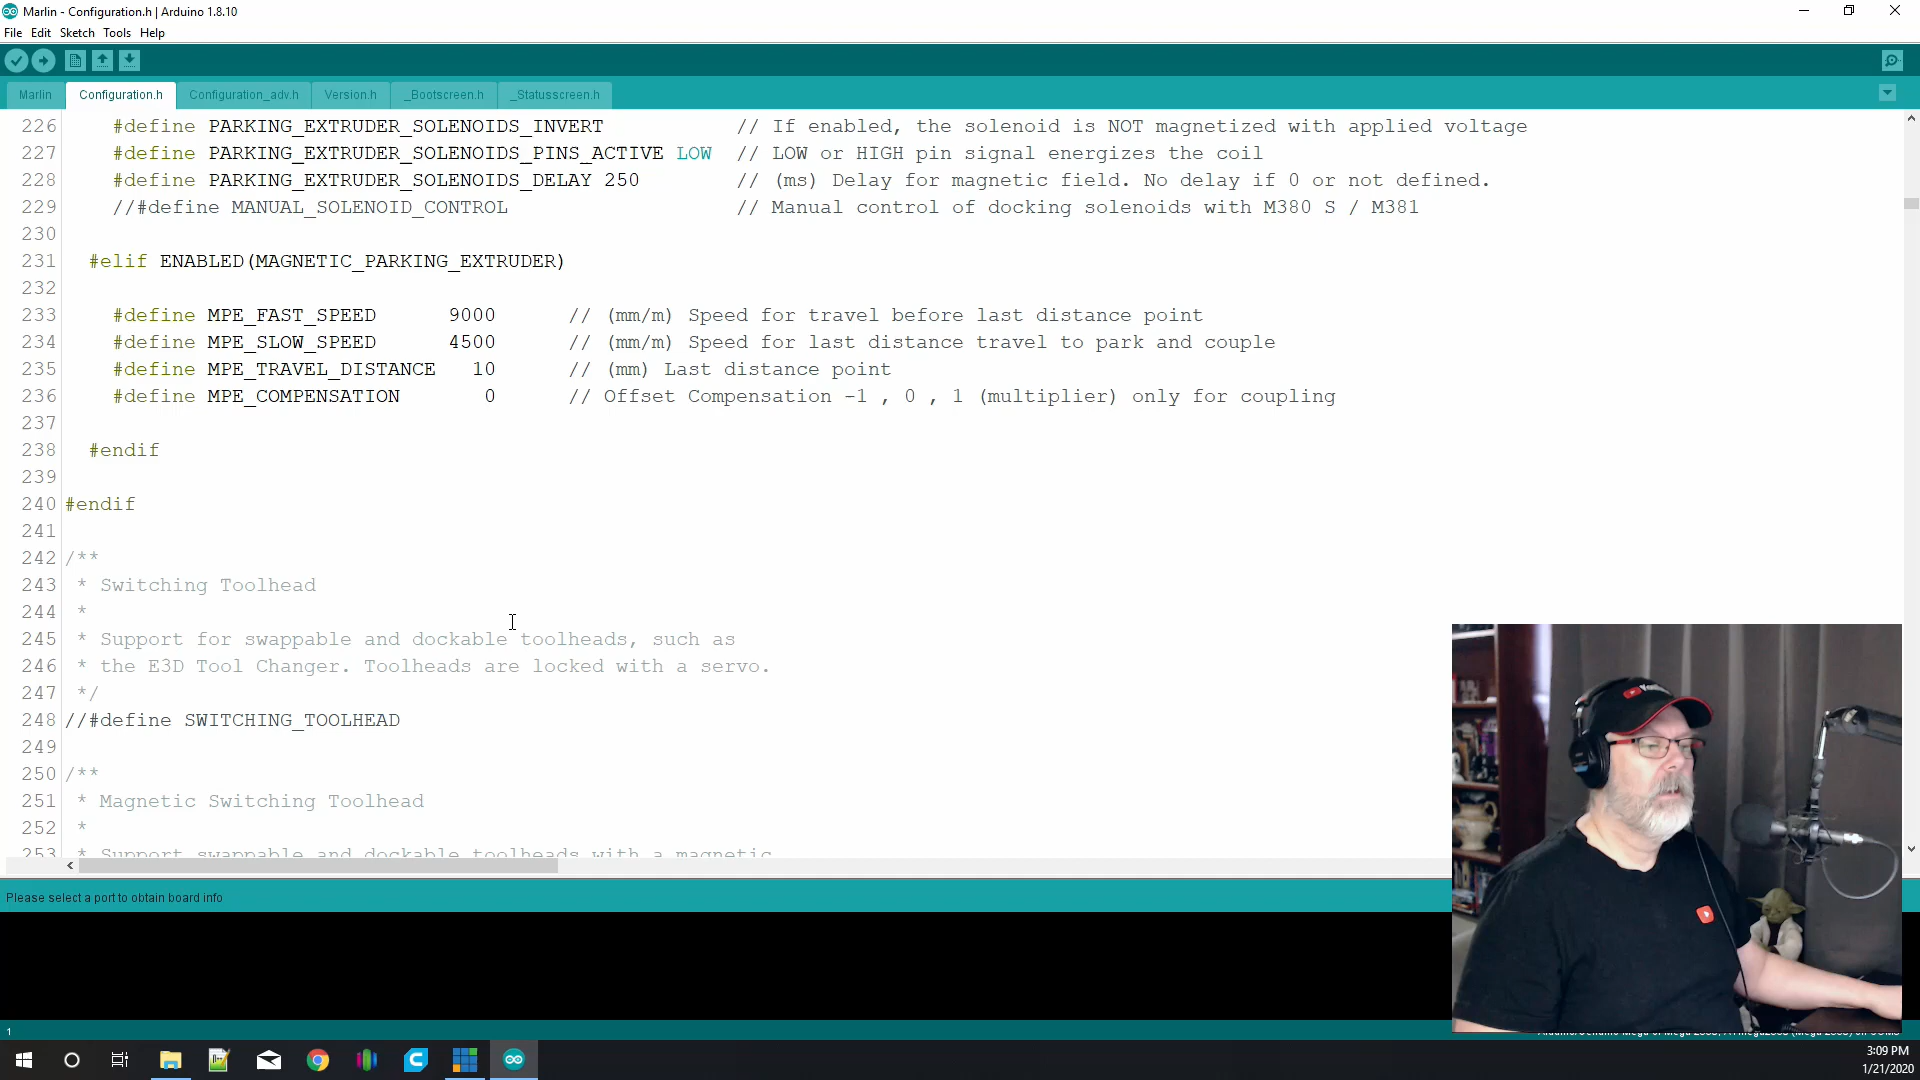 Marlin - Configuration.h | Arduino 1.8.10
File Edit Sketch Tools Help
Marlin Configuration.h Configuration_adv.h Version.h _Bootscreen.h _Statusscreen.h
226 #define PARKING_EXTRUDER_SOLENOIDS_INVERT // If enabled, the solenoid is NOT magnetized with applied voltage
227 #define PARKING_EXTRUDER_SOLENOIDS_PINS_ACTIVE LOW // LOW or HIGH pin signal energizes the coil
228 #define PARKING_EXTRUDER_SOLENOIDS_DELAY 250 // (ms) Delay for magnetic field. No delay if 0 or not defined.
229 //#define MANUAL_SOLENOID_CONTROL // Manual control of docking solenoids with M380 S / M381
230
231 #elif ENABLED(MAGNETIC_PARKING_EXTRUDER)
232
233 #define MPE_FAST_SPEED 9000 // (mm/m) Speed for travel before last distance point
234 #define MPE_SLOW_SPEED 4500 // (mm/m) Speed for last distance travel to park and couple
235 #define MPE_TRAVEL_DISTANCE 10 // (mm) Last distance point
236 #define MPE_COMPENSATION 0 // Offset Compensation -1 , 0 , 1 (multiplier) only for coupling
237
238 #endif
239
240 #endif
241
242 /**
243 * Switching Toolhead
244 *
245 * Support for swappable and dockable toolheads, such as
246 * the E3D Tool Changer. Toolheads are locked with a servo.
247 */
248 //#define SWITCHING_TOOLHEAD
249
250 /**
251 * Magnetic Switching Toolhead
252 *
253 * Support swappable and dockable toolheads with a magnetic
Please select a port to obtain board info
1
3:09 PM
1/21/2020